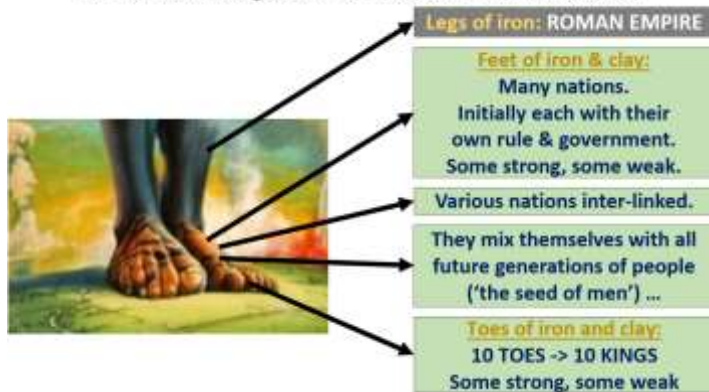 Legs of iron: ROMAN EMPIRE
Feet of iron & clay:
Many nations.
Initially each with their
own rule & government.
Some strong, some weak.
Various nations inter-linked.
They mix themselves with all
future generations of people
('the seed of men') ...
Toes of iron and clay:
10 TOES -> 10 KINGS
Some strong, some weak